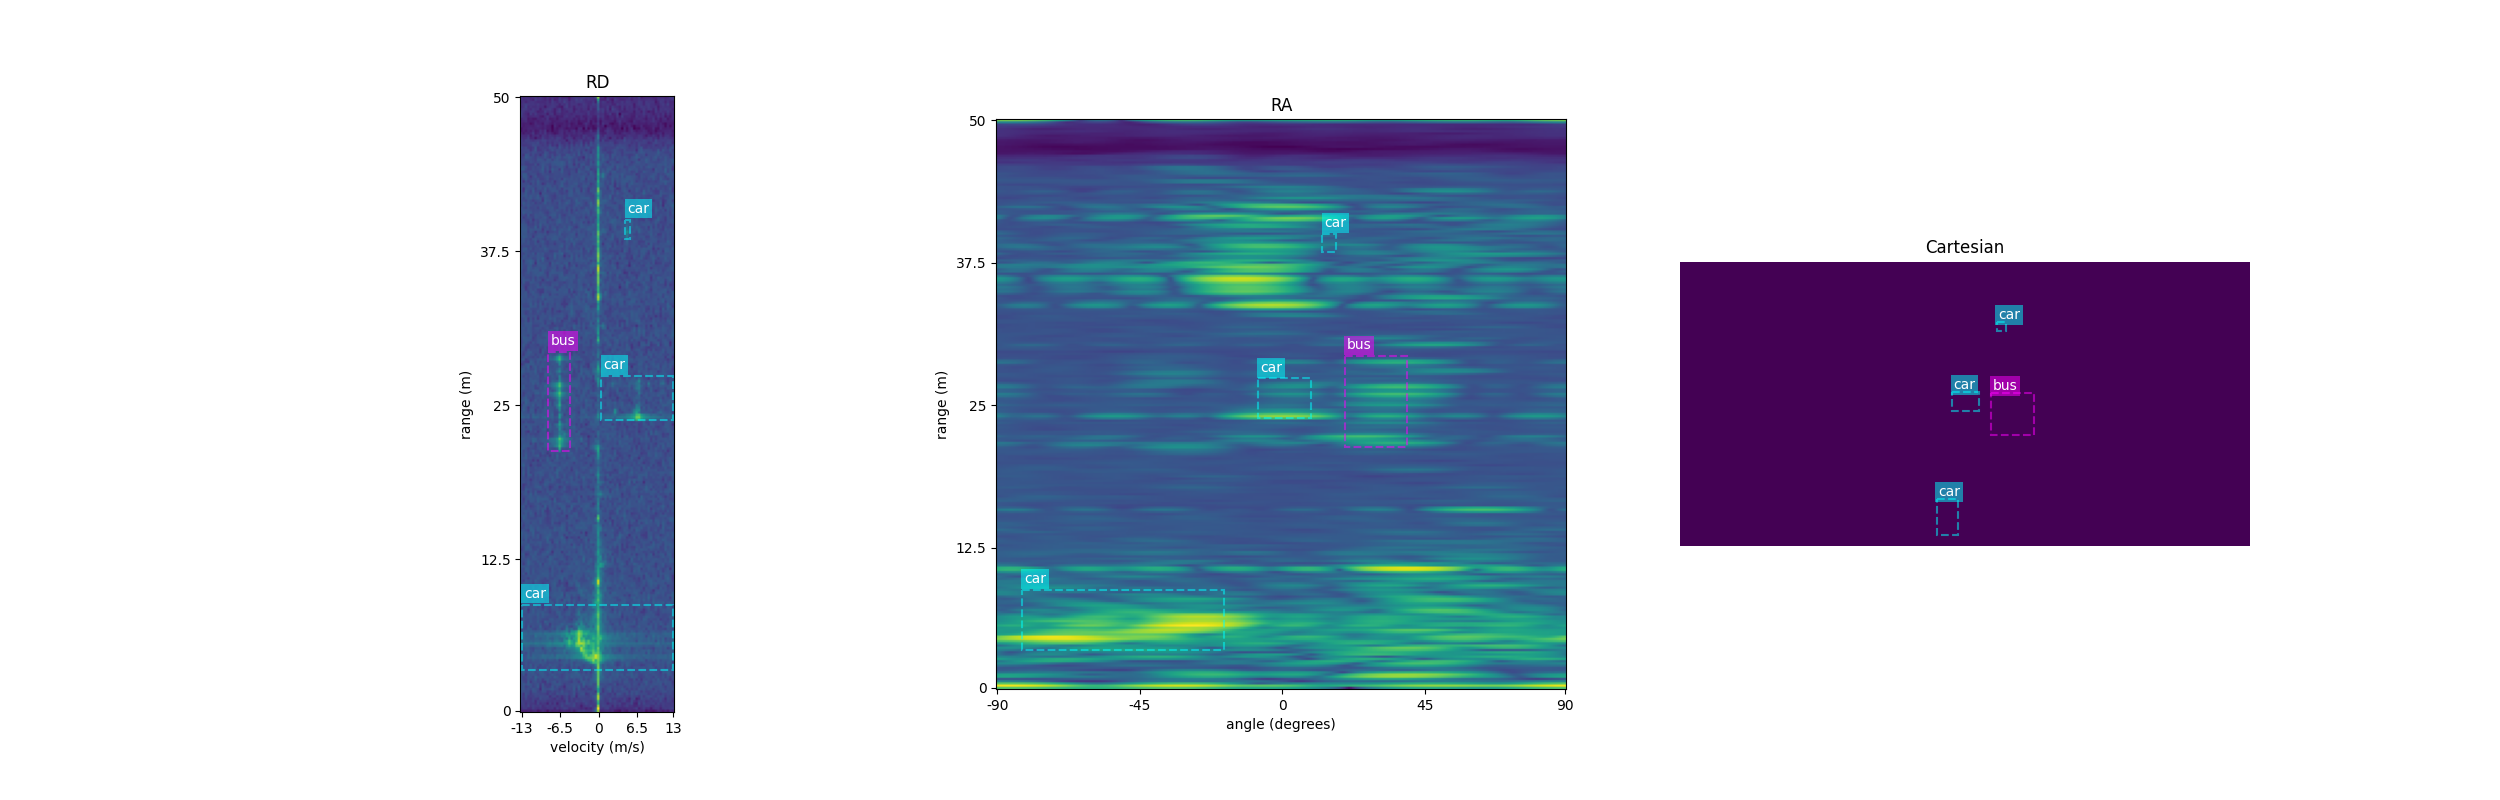 RD
50
37.5
25
12.5
0
range (m)
car
bus
car
car
-13 -6.5 0 6.5 13
velocity (m/s)
RA
50
37.5
25
12.5
0
range (m)
car
bus
car
car
-90 -45 0 45 90
angle (degrees)
Cartesian
car
car
bus
car